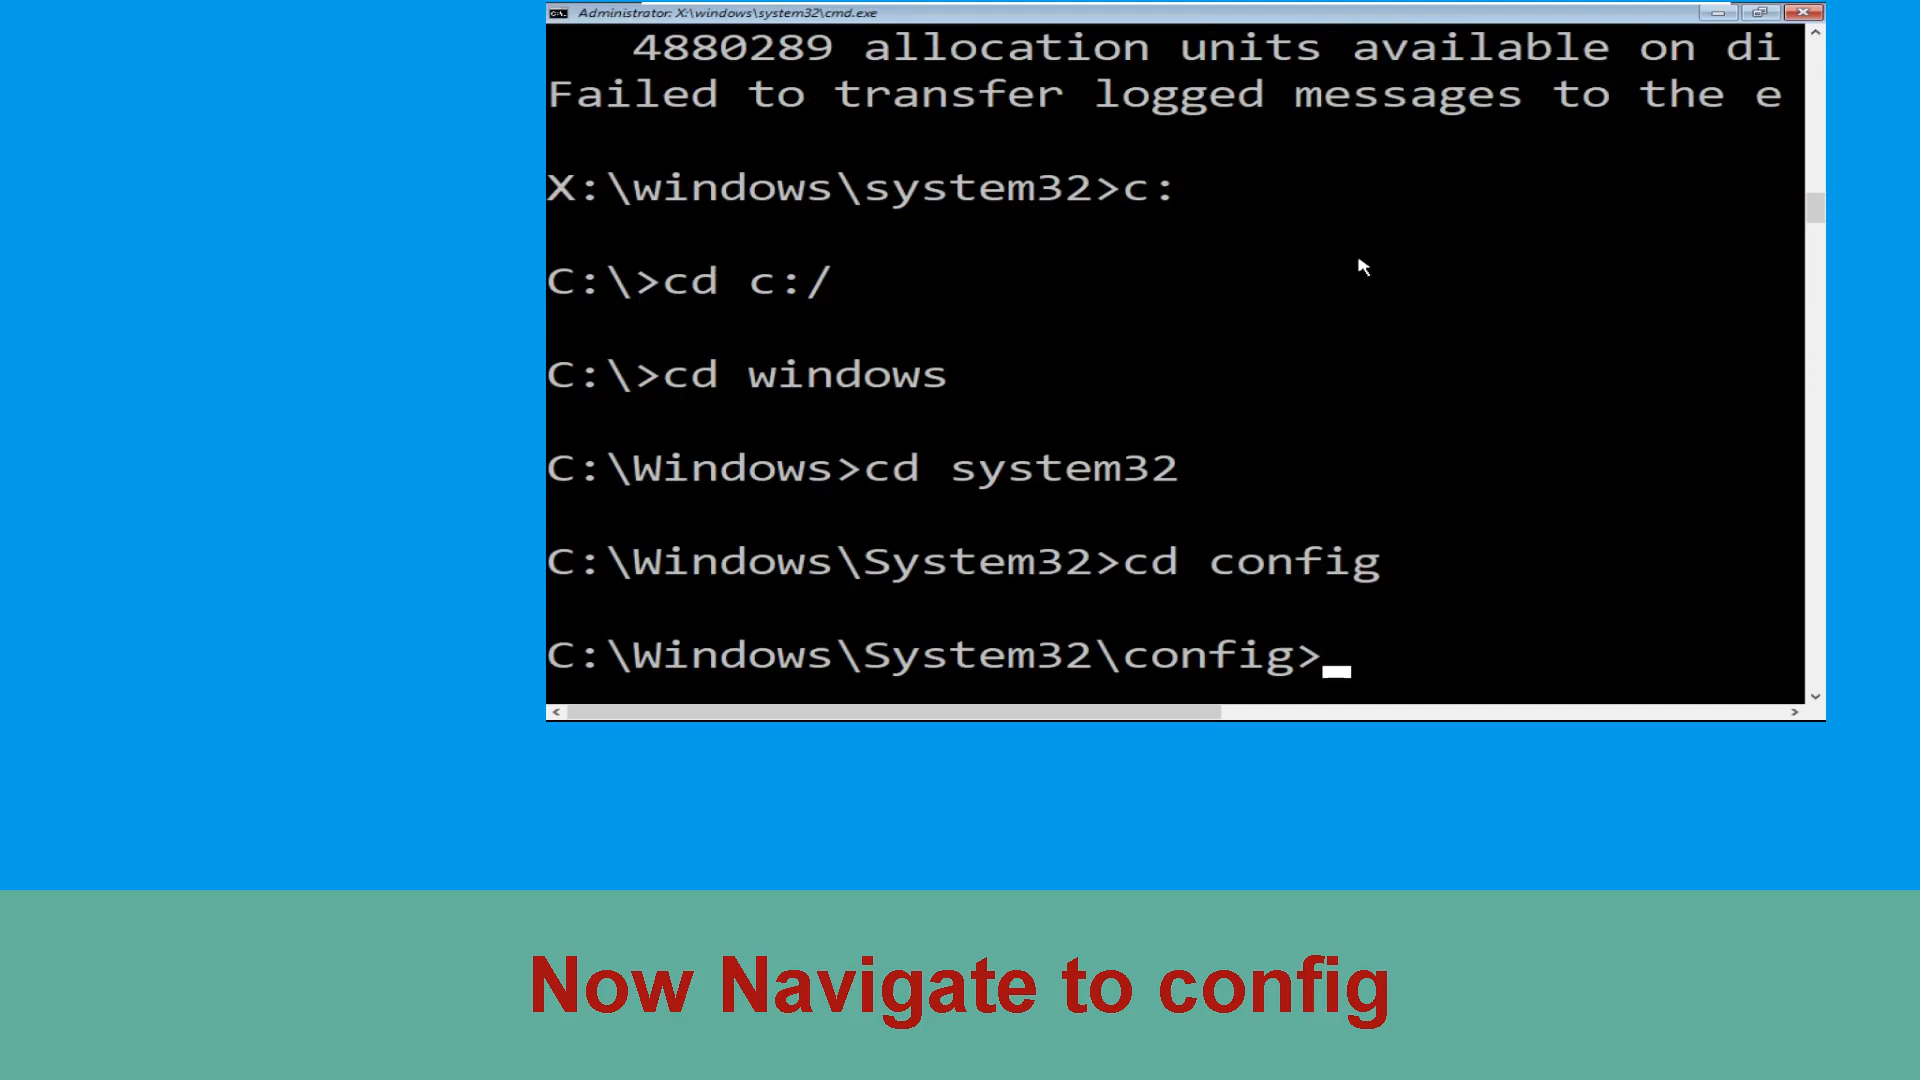 Administrator: X:\windows\system32\cmd.exe
4880289 allocation units available on di
Failed to transfer logged messages to the e
X:\windows\system32>c:
C:\>cd c:/
C:\>cd windows
C:\Windows>cd system32
C:\Windows\System32>cd config
C:\Windows\System32\config>
Now Navigate to config